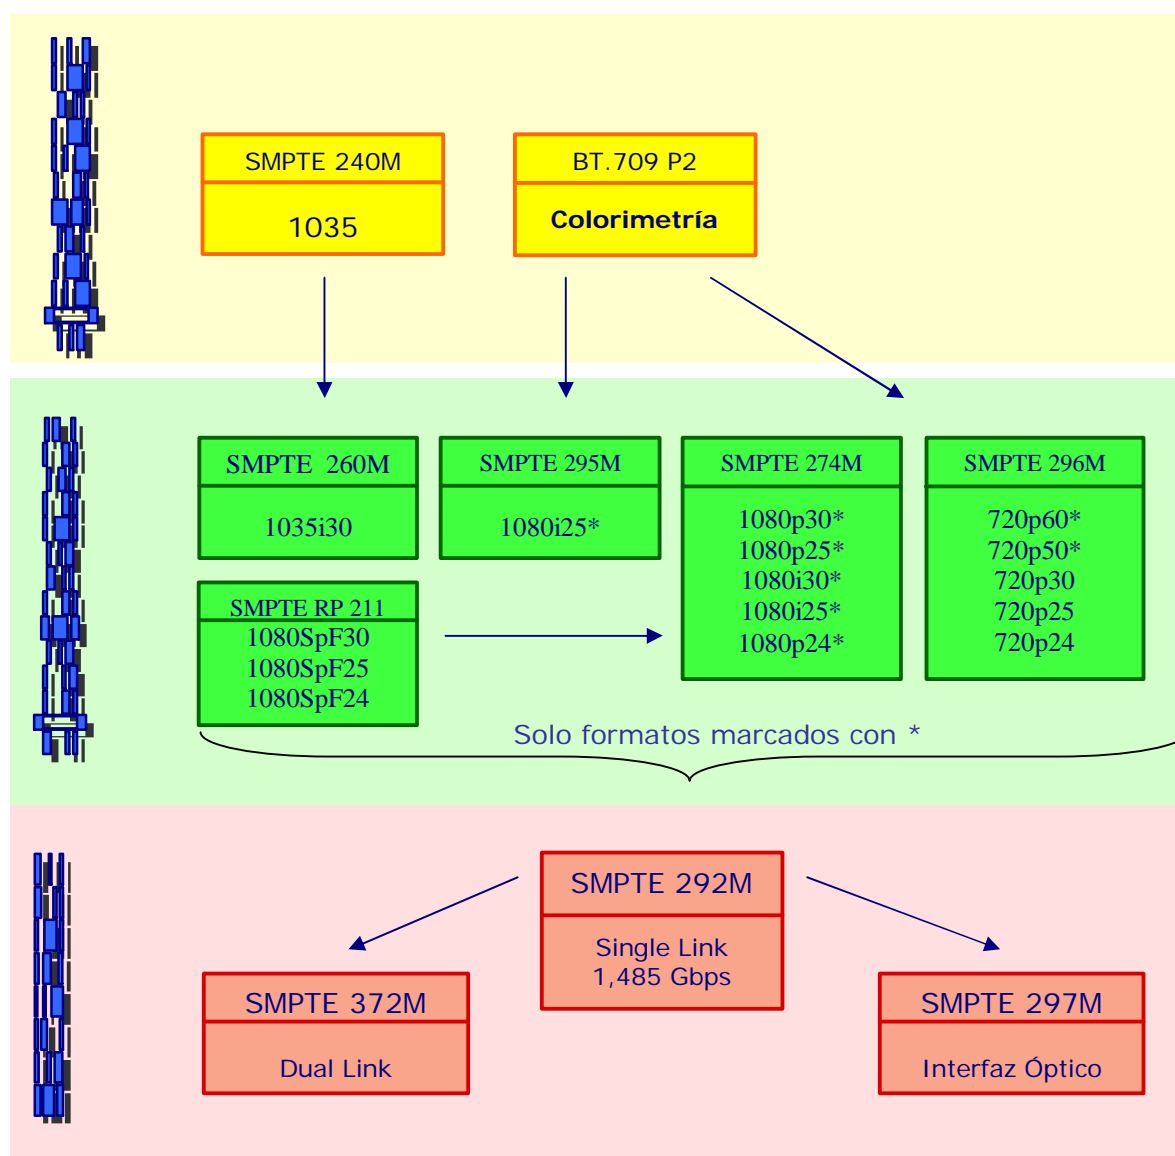 SMPTE 240M
1035
BT.709 P2
Colorimetría
SMPTE 260M
1035i30
SMPTE 295M
1080i25*
SMPTE 274M
1080p30*
1080p25*
1080i30*
1080i25*
1080p24*
SMPTE 296M
720p60*
720p50*
720p30
720p25
720p24
SMPTE RP 211
1080SpF30
1080SpF25
1080SpF24
Solo formatos marcados con *
SMPTE 292M
Single Link
1,485 Gbps
SMPTE 372M
Dual Link
SMPTE 297M
Interfaz Óptico